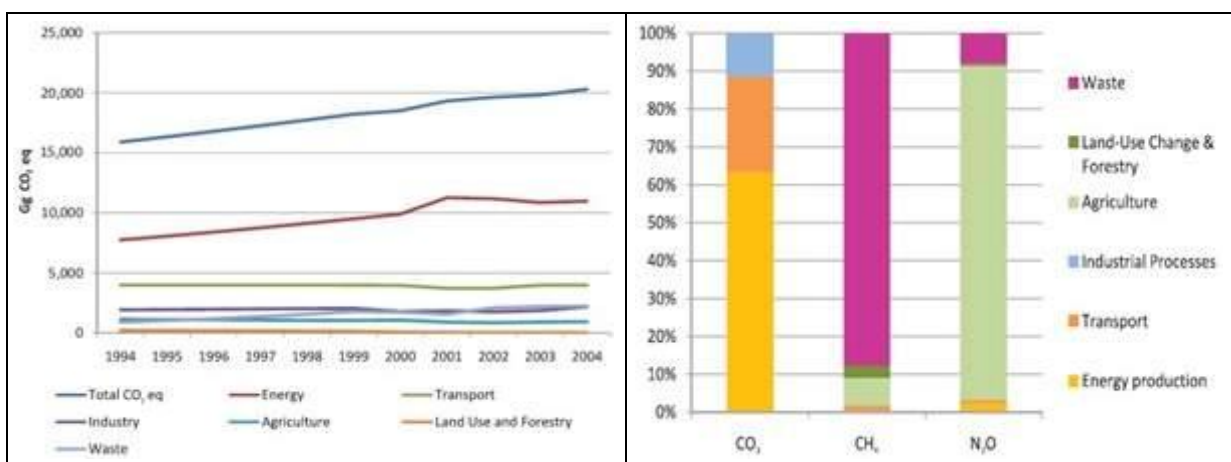 25,000
20,000
15,000
10,000
5,000
0
Gg CO₂ eq
1994 1995 1996 1997 1998 1999 2000 2001 2002 2003 2004
Total CO₂ eq Energy Transport
Industry Agriculture Land Use and Forestry
Waste
100%
90%
80%
70%
60%
50%
40%
30%
20%
10%
0%
CO₂ CH₄ N₂O
Waste
Land-Use Change &
Forestry
Agriculture
Industrial Processes
Transport
Energy production